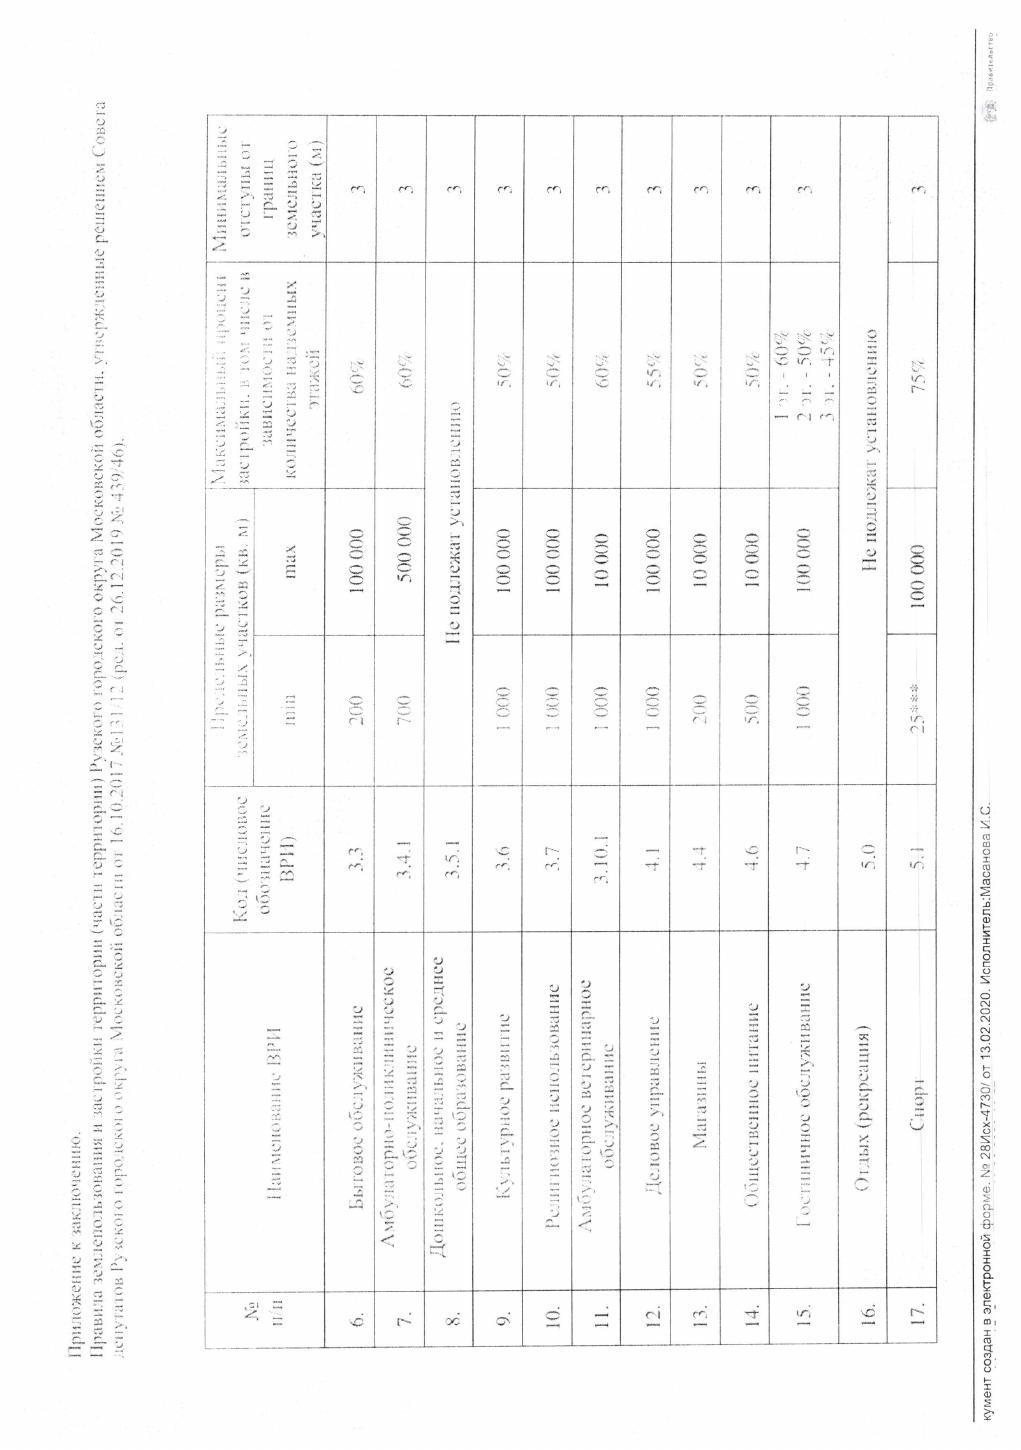 Приложение к заключению.
Правила землепользования и застройки территории (части территории) Рузского городского округа Московской области, утвержденные решением Совета
депутатов Рузского городского округа Московской области от 16.10.2017 №131/12 (ред. от 26.12.2019 № 439/46).
№ п/п Наименование ВРИ Код (числовое обозначение ВРИ) Предельные размеры земельных участков (кв. м) Максимальный процент застройки, в том числе в зависимости от количества надземных этажей Минимальные отступы от границ земельного участка (м)
min max
6. Бытовое обслуживание 3.3 200 100 000 60% 3
7. Амбулаторно-поликлиническое обслуживание 3.4.1 700 500 000 60% 3
8. Дошкольное, начальное и среднее общее образование 3.5.1 Не подлежат установлению 3
9. Культурное развитие 3.6 1 000 100 000 50% 3
10. Религиозное использование 3.7 1 000 100 000 50% 3
11. Амбулаторное ветеринарное обслуживание 3.10.1 1 000 10 000 60% 3
12. Деловое управление 4.1 1 000 100 000 55% 3
13. Магазины 4.4 200 10 000 50% 3
14. Общественное питание 4.6 500 10 000 50% 3
15. Гостиничное обслуживание 4.7 1 000 100 000 1 эт. - 60% 3
2 эт. - 50%
3 эт. - 45%
16. Отдых (рекреация) 5.0 Не подлежат установлению
17. Спорт 5.1 25*** 100 000 75% 3
кумент создан в электронной форме. № 28Исх-4730/ от 13.02.2020. Исполнитель:Масанова И.С.
Правительство